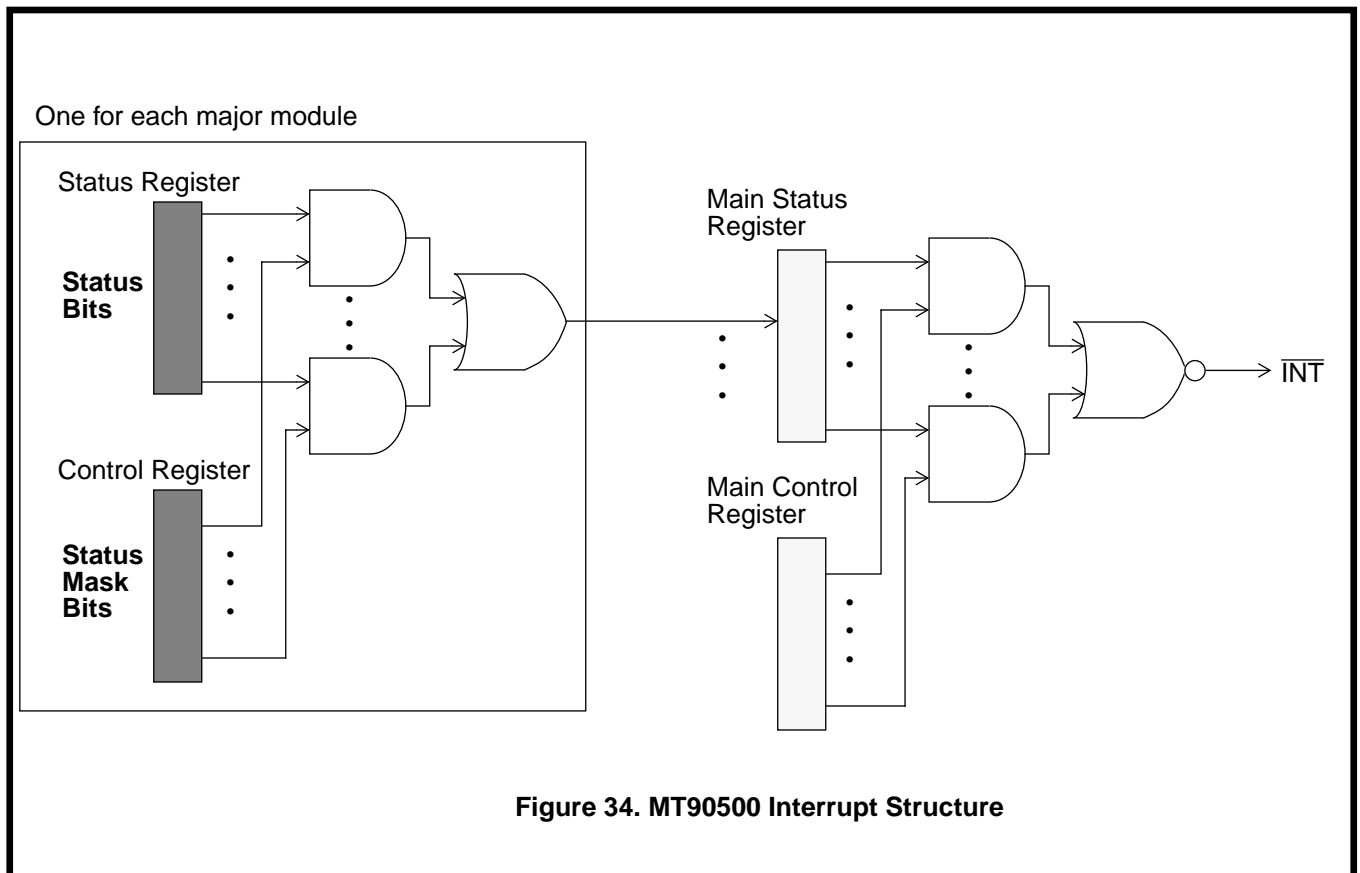 One for each major module
Status Register
Status
Bits
Control Register
Status
Mask
Bits
Main Status
Register
Main Control
Register
INT
Figure 34. MT90500 Interrupt Structure